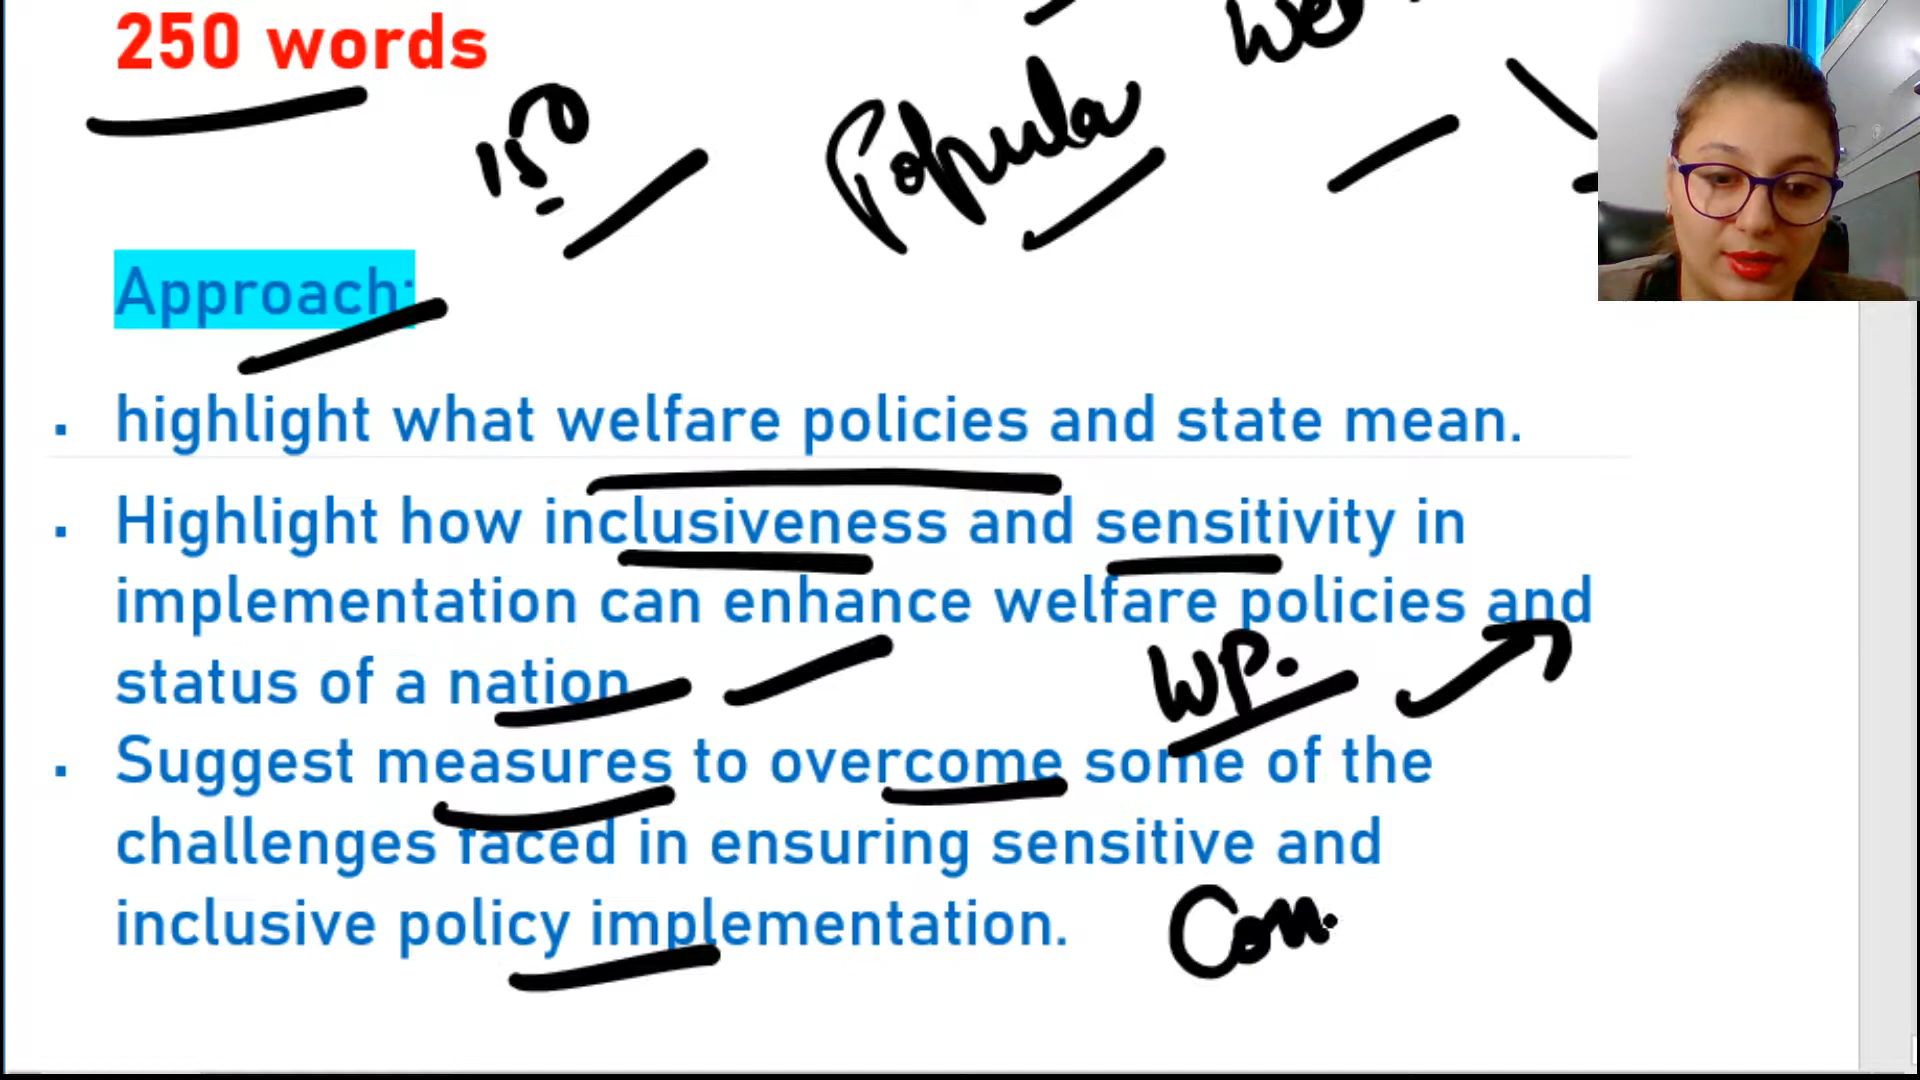 250 words
150
Popula
Approach:
highlight what welfare policies and state mean.
Highlight how inclusiveness and sensitivity in
implementation can enhance welfare policies and
status of a nation
WP.
Suggest measures to overcome some of the
challenges faced in ensuring sensitive and
inclusive policy implementation.
Con.